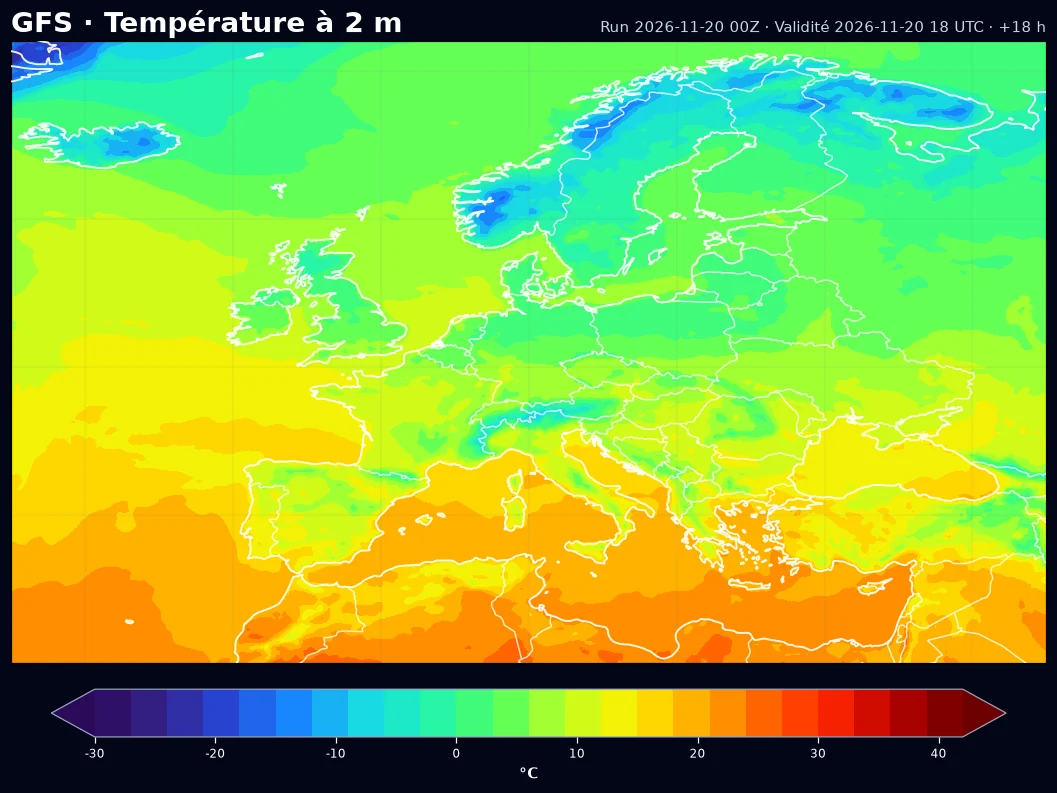 GFS · Température à 2 m
Run 2026-11-20 00Z · Validité 2026-11-20 18 UTC · +18 h
-30 -20 -10 0 10 20 30 40
°C